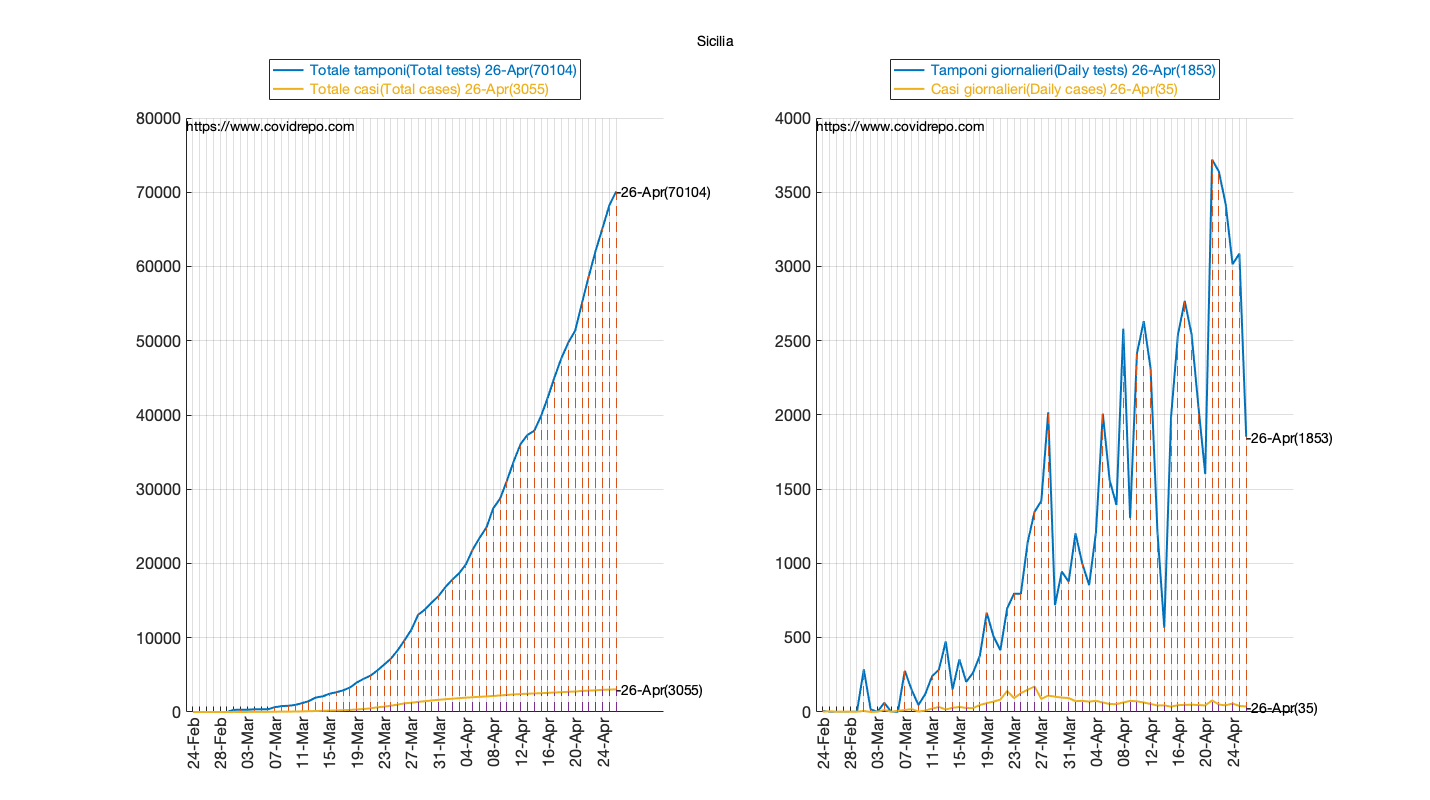 Sicilia
Totale tamponi(Total tests) 26-Apr(70104)
Totale casi(Total cases) 26-Apr(3055)
80000
https://www.covidrepo.com
70000
-26-Apr(70104)
60000
50000
40000
30000
20000
10000
-26-Apr(3055)
0
24-Feb
28-Feb
03-Mar
07-Mar
11-Mar
15-Mar
19-Mar
23-Mar
27-Mar
31-Mar
04-Apr
08-Apr
12-Apr
16-Apr
20-Apr
24-Apr
Tamponi giornalieri(Daily tests) 26-Apr(1853)
Casi giornalieri(Daily cases) 26-Apr(35)
4000
https://www.covidrepo.com
3500
3000
2500
2000
-26-Apr(1853)
1500
1000
500
-26-Apr(35)
0
24-Feb
28-Feb
03-Mar
07-Mar
11-Mar
15-Mar
19-Mar
23-Mar
27-Mar
31-Mar
04-Apr
08-Apr
12-Apr
16-Apr
20-Apr
24-Apr